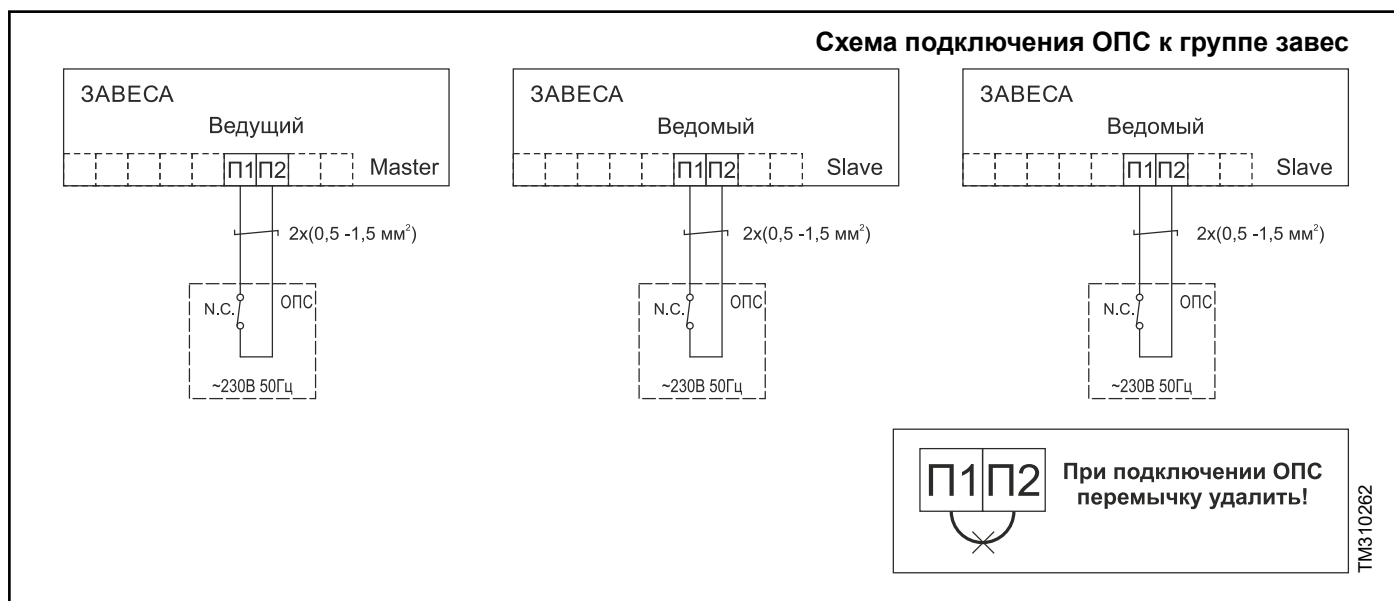 Схема подключения ОПС к группе завес
ЗАВЕСА
Ведущий
П1 П2
Master
2х(0,5 -1,5 мм²)
N.C.
ОПС
~230В 50Гц
ЗАВЕСА
Ведомый
П1 П2
Slave
2х(0,5 -1,5 мм²)
N.C.
ОПС
~230В 50Гц
ЗАВЕСА
Ведомый
П1 П2
Slave
2х(0,5 -1,5 мм²)
N.C.
ОПС
~230В 50Гц
П1 П2
При подключении ОПС
перемычку удалить!
TM310262